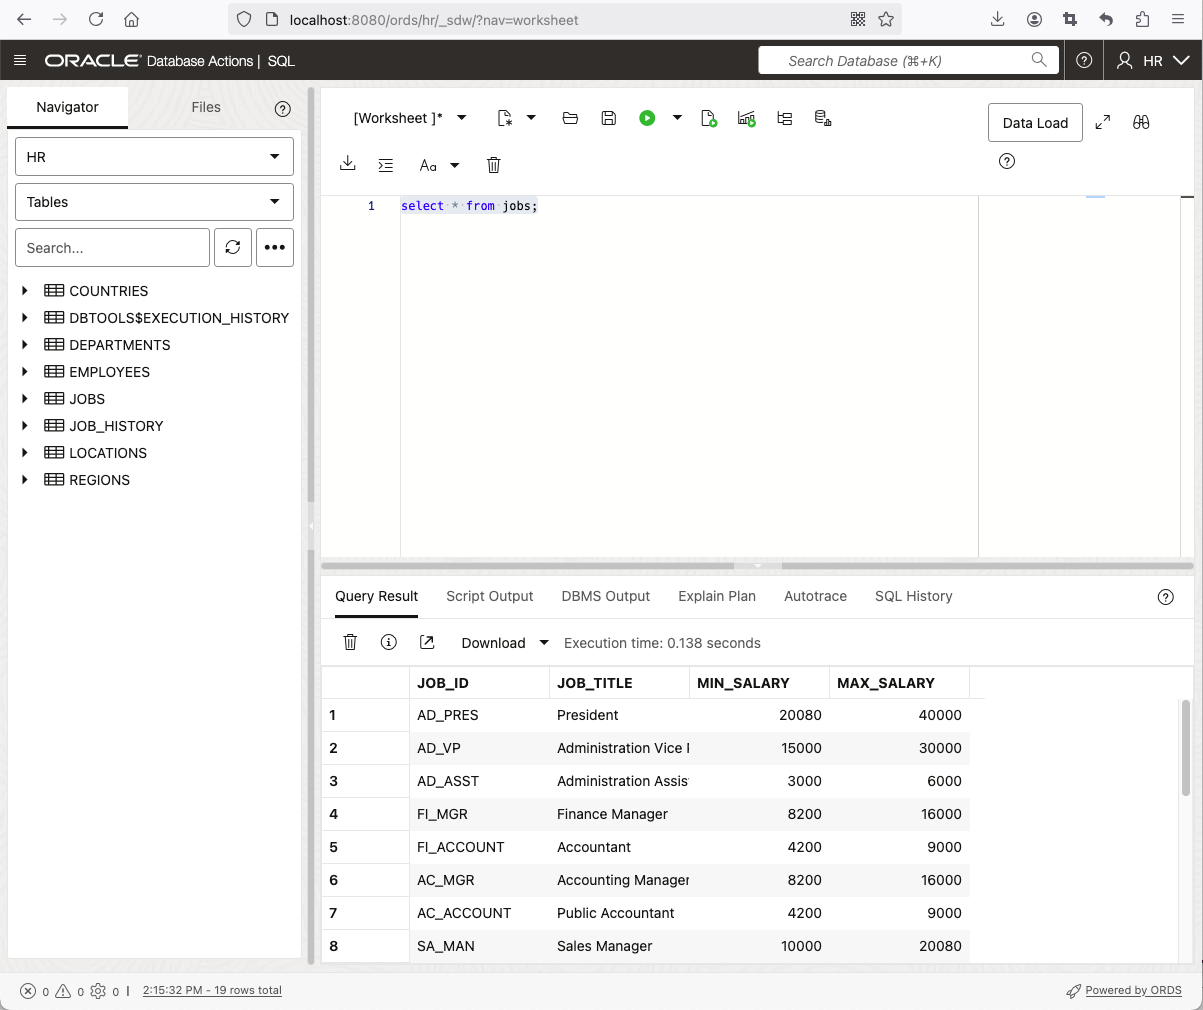 localhost:8080/ords/hr/_sdw/?nav=worksheet
ORACLE Database Actions | SQL
Search Database (⌘+K)
HR
Navigator
Files
HR
Tables
Search...
COUNTRIES
DBTOOLS$EXECUTION_HISTORY
DEPARTMENTS
EMPLOYEES
JOBS
JOB_HISTORY
LOCATIONS
REGIONS
[Worksheet ]*
Data Load
Aa
1 select * from jobs;
Query Result Script Output DBMS Output Explain Plan Autotrace SQL History
Download Execution time: 0.138 seconds
JOB_ID JOB_TITLE MIN_SALARY MAX_SALARY
1 AD_PRES President 20080 40000
2 AD_VP Administration Vice 15000 30000
3 AD_ASST Administration Assis 3000 6000
4 FI_MGR Finance Manager 8200 16000
5 FI_ACCOUNT Accountant 4200 9000
6 AC_MGR Accounting Manager 8200 16000
7 AC_ACCOUNT Public Accountant 4200 9000
8 SA_MAN Sales Manager 10000 20080
0 0 0 | 2:15:32 PM - 19 rows total
Powered by ORDS